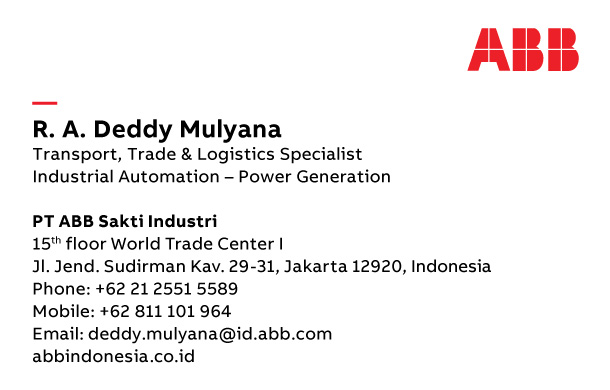 ABB
R. A. Deddy Mulyana
Transport, Trade & Logistics Specialist
Industrial Automation – Power Generation
PT ABB Sakti Industri
15th floor World Trade Center I
Jl. Jend. Sudirman Kav. 29-31, Jakarta 12920, Indonesia
Phone: +62 21 2551 5589
Mobile: +62 811 101 964
Email: deddy.mulyana@id.abb.com
abbindonesia.co.id